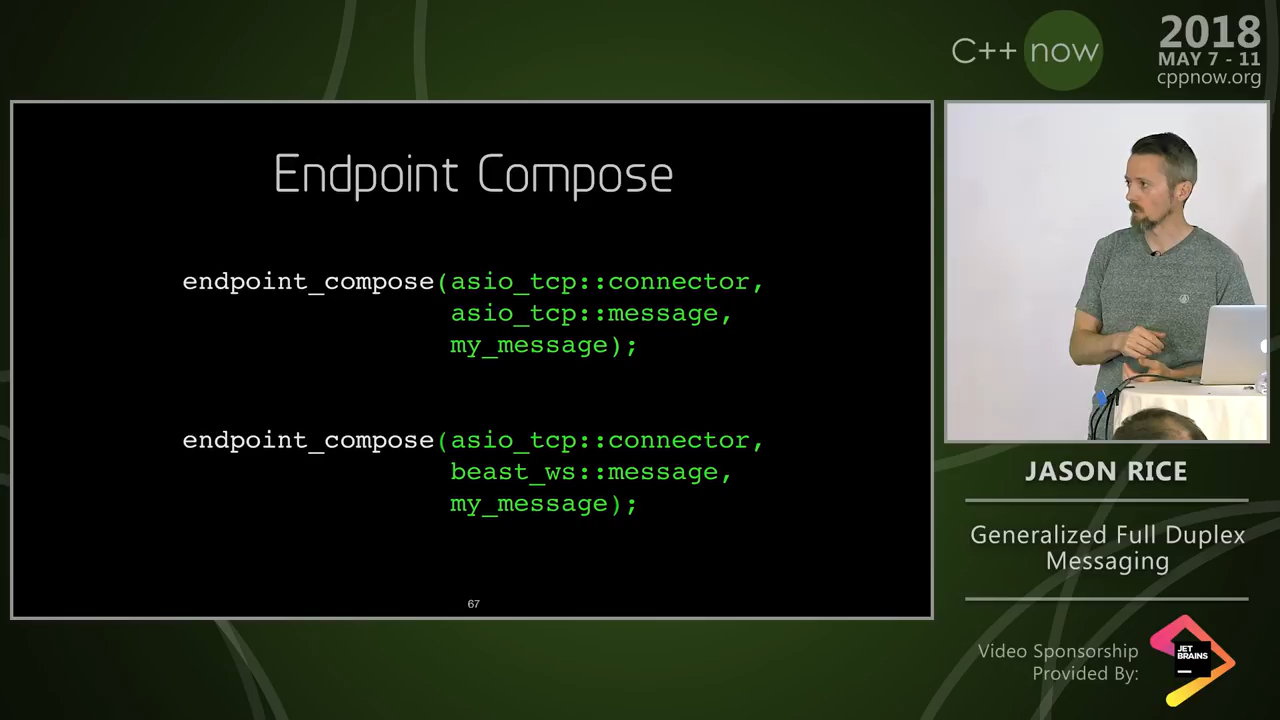 C++ now
2018
MAY 7 - 11
cppnow.org
Endpoint Compose
endpoint_compose(asio_tcp::connector,
asio_tcp::message,
my_message);
endpoint_compose(asio_tcp::connector,
beast_ws::message,
my_message);
67
JASON RICE
Generalized Full Duplex
Messaging
Video Sponsorship
Provided By:
JET
BRAINS